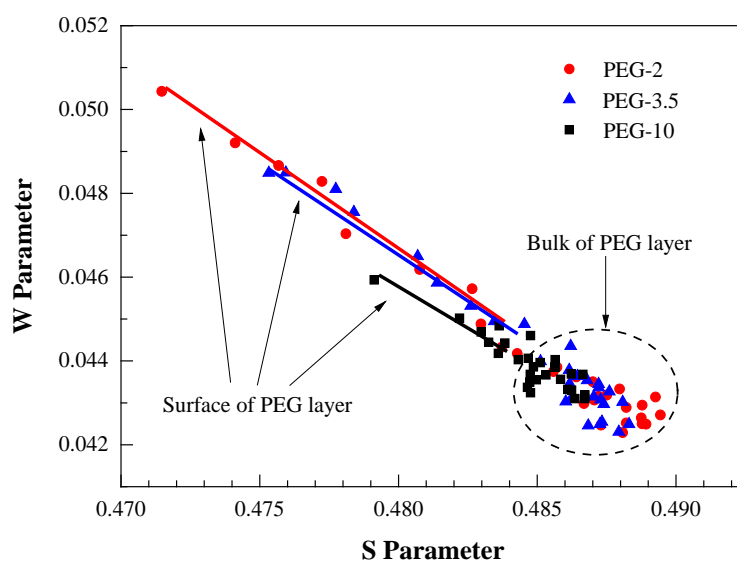 0.052
0.050
0.048
0.046
0.044
0.042
W Parameter
PEG-2
PEG-3.5
PEG-10
Bulk of PEG layer
Surface of PEG layer
0.470
0.475
0.480
0.485
0.490
S Parameter